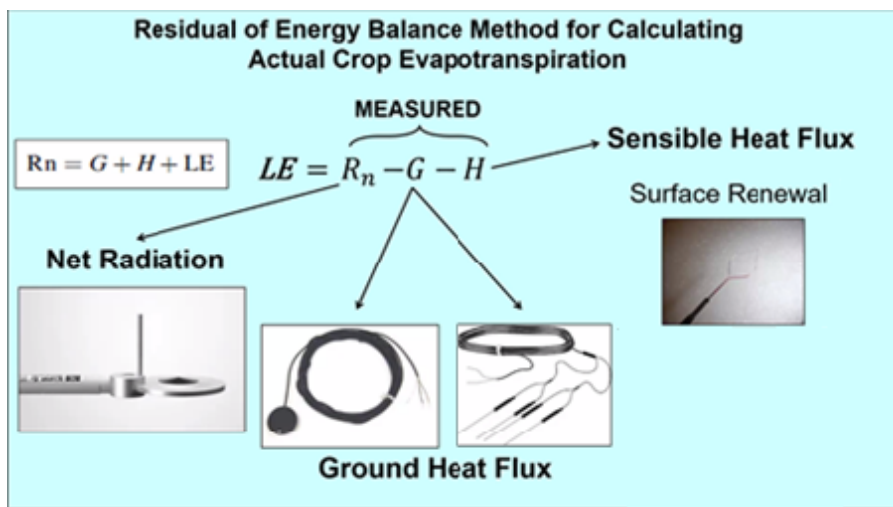 Residual of Energy Balance Method for Calculating
Actual Crop Evapotranspiration
MEASURED
Rn = G + H + LE
LE = Rₙ − G − H
Sensible Heat Flux
Surface Renewal
Net Radiation
Ground Heat Flux